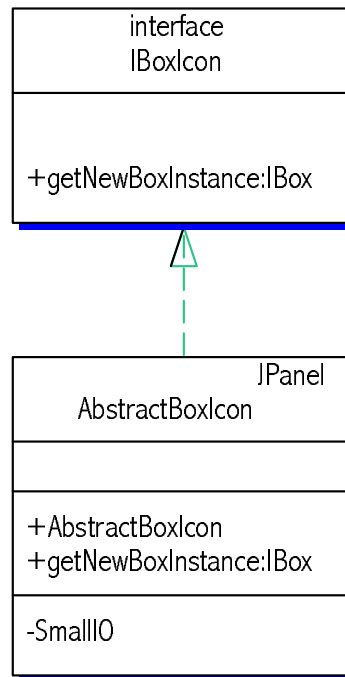 interface
IBoxIcon
+getNewBoxInstance:IBox
JPanel
AbstractBoxIcon
+AbstractBoxIcon
+getNewBoxInstance:IBox
-SmallIO